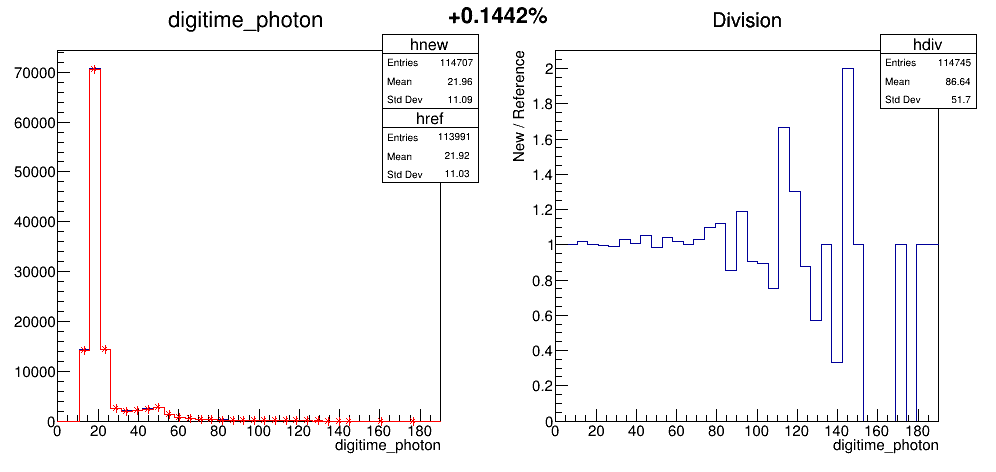 digitime_photon
+0.1442%
Division
hnew
Entries 114707
Mean 21.96
Std Dev 11.09
href
Entries 113991
Mean 21.92
Std Dev 11.03
70000
60000
50000
40000
30000
20000
10000
0
0 20 40 60 80 100 120 140 160 180
digitime_photon
hdiv
Entries 114745
Mean 86.64
Std Dev 51.7
New / Reference
2
1.8
1.6
1.4
1.2
1
0.8
0.6
0.4
0.2
0
0 20 40 60 80 100 120 140 160 180
digitime_photon